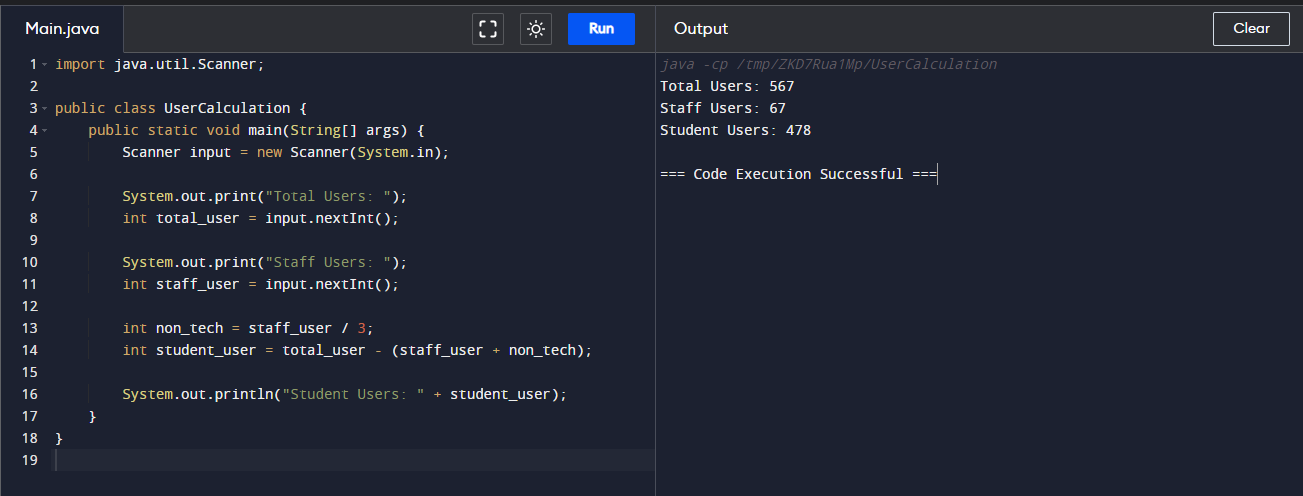 Main.java
Run
Output
Clear
1 import java.util.Scanner;
2
3 public class UserCalculation {
4     public static void main(String[] args) {
5         Scanner input = new Scanner(System.in);
6
7         System.out.print("Total Users: ");
8         int total_user = input.nextInt();
9
10         System.out.print("Staff Users: ");
11         int staff_user = input.nextInt();
12
13         int non_tech = staff_user / 3;
14         int student_user = total_user - (staff_user + non_tech);
15
16         System.out.println("Student Users: " + student_user);
17     }
18 }
19
java -cp /tmp/ZKD7Rua1Mp/UserCalculation
Total Users: 567
Staff Users: 67
Student Users: 478
=== Code Execution Successful ===